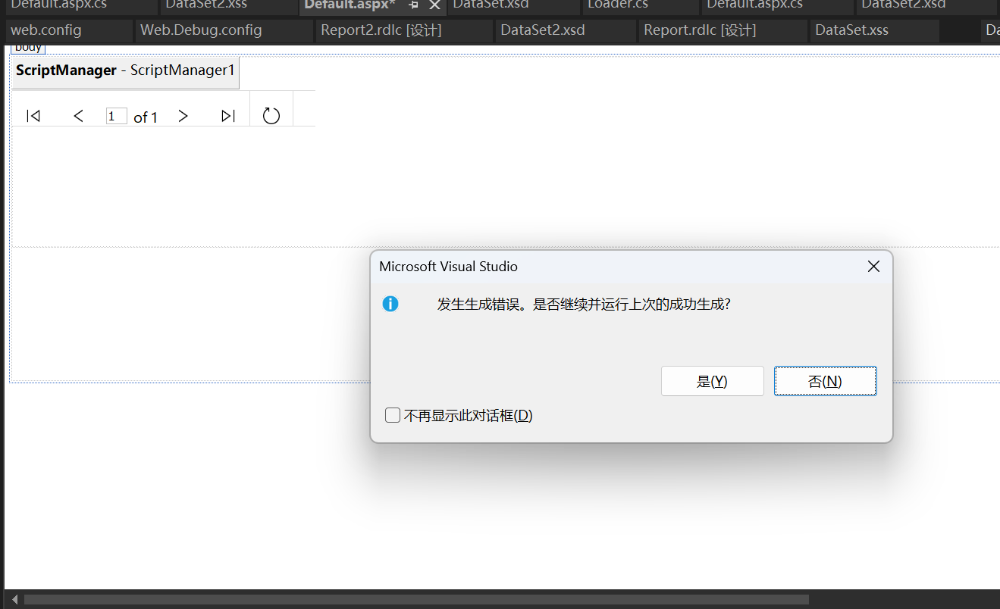 Default.aspx.cs DataSet2.xss Default.aspx* DataSet.xsd Loader.cs Default.aspx.cs DataSet2.xsd
web.config Web.Debug.config Report2.rdlc [设计] DataSet2.xsd Report.rdlc [设计] DataSet.xss Da
body
ScriptManager - ScriptManager1
1 of 1
Microsoft Visual Studio
发生生成错误。是否继续并运行上次的成功生成?
是(Y) 否(N)
不再显示此对话框(D)